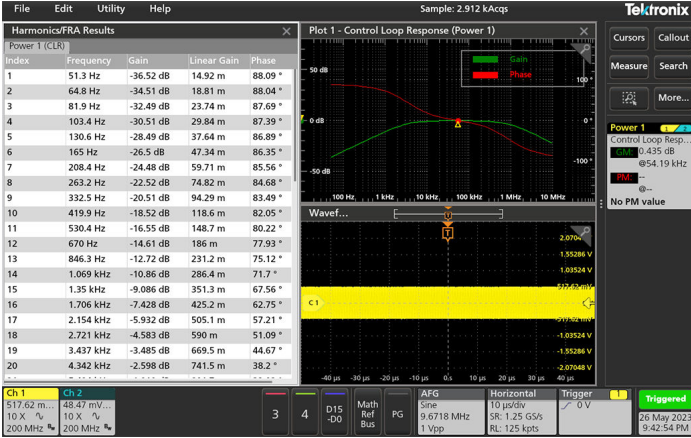 File Edit Utility Help Sample: 2.912 kAcqs Tektronix
Harmonics/FRA Results
Power 1 (CLR)
Index Frequency Gain Linear Gain Phase
1 51.3 Hz -36.52 dB 14.92 m 88.09 °
2 64.8 Hz -34.51 dB 18.81 m 88.04 °
3 81.9 Hz -32.49 dB 23.74 m 87.69 °
4 103.4 Hz -30.51 dB 29.84 m 87.39 °
5 130.6 Hz -28.49 dB 37.64 m 86.89 °
6 165 Hz -26.5 dB 47.34 m 86.35 °
7 208.4 Hz -24.48 dB 59.71 m 85.56 °
8 263.2 Hz -22.52 dB 74.82 m 84.68 °
9 332.5 Hz -20.51 dB 94.29 m 83.49 °
10 419.9 Hz -18.52 dB 118.6 m 82.05 °
11 530.4 Hz -16.55 dB 148.7 m 80.22 °
12 670 Hz -14.61 dB 186 m 77.93 °
13 846.3 Hz -12.72 dB 231.2 m 75.12 °
14 1.069 kHz -10.86 dB 286.4 m 71.7 °
15 1.35 kHz -9.086 dB 351.3 m 67.56 °
16 1.706 kHz -7.428 dB 425.2 m 62.75 °
17 2.154 kHz -5.932 dB 505.1 m 57.21 °
18 2.721 kHz -4.583 dB 590 m 51.09 °
19 3.437 kHz -3.485 dB 669.5 m 44.67 °
20 4.342 kHz -2.598 dB 741.5 m 38.2 °
Plot 1 - Control Loop Response (Power 1)
Gain
Phase
50 dB
100 °
0 dB
-50 dB
-100 °
100 Hz 1 kHz 10 kHz 100 kHz 1 MHz 10 MHz
Wavef...
T
T
2.0704
1.55286 V
1.03524 V
517.62 mV
C1
-517.62 mV
-1.03524 V
-1.55286 V
-2.07048 V
-40 µs -30 µs -20 µs -10 µs 0 s 10 µs 20 µs 30 µs 40 µs
Cursors Callout
Measure Search
More...
Power 1 1 2
Control Loop Resp...
GM: 0.435 dB
@54.19 kHz
PM: --
@--
No PM value
Ch 1
517.62 m...
10 X
200 MHz
Ch 2
48.47 mV...
10 X
200 MHz
3
4
D15
-D0
Math
Ref
Bus
PG
AFG
Sine
9.6718 MHz
1 Vpp
Horizontal
10 µs/div
SR: 1.25 GS/s
RL: 125 kpts
Trigger 1
0 V
Triggered
26 May 2023
9:42:54 PM